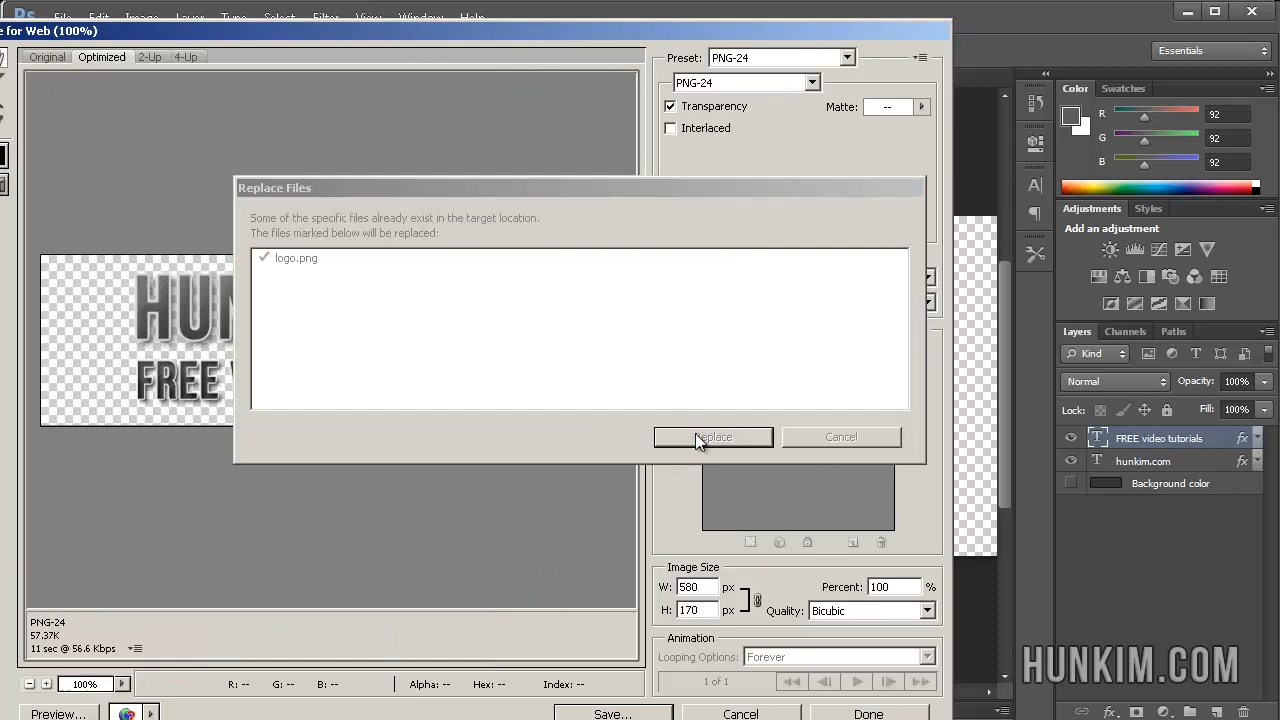 Ps File Edit Image Layer Type Select Filter View Window Help
e for Web (100%)
Essentials
Original Optimized 2-Up 4-Up
Preset: PNG-24
PNG-24
Transparency Matte: --
Interlaced
Replace Files
Some of the specific files already exist in the target location.
The files marked below will be replaced:
logo.png
Replace Cancel
HUN
FREE
PNG-24
57.37K
11 sec @ 56.6 Kbps
100% R: -- G: -- B: -- Alpha: -- Hex: -- Index: --
Preview... Save... Cancel Done
Image Size
W: 580 px Percent: 100 %
H: 170 px Quality: Bicubic
Animation
Looping Options: Forever
1 of 1
Color Swatches
R 92
G 92
B 92
Adjustments Styles
Add an adjustment
Layers Channels Paths
Kind
Normal Opacity: 100%
Lock: Fill: 100%
T FREE video tutorials fx
T hunkim.com fx
Background color
HUNKIM.COM
fx